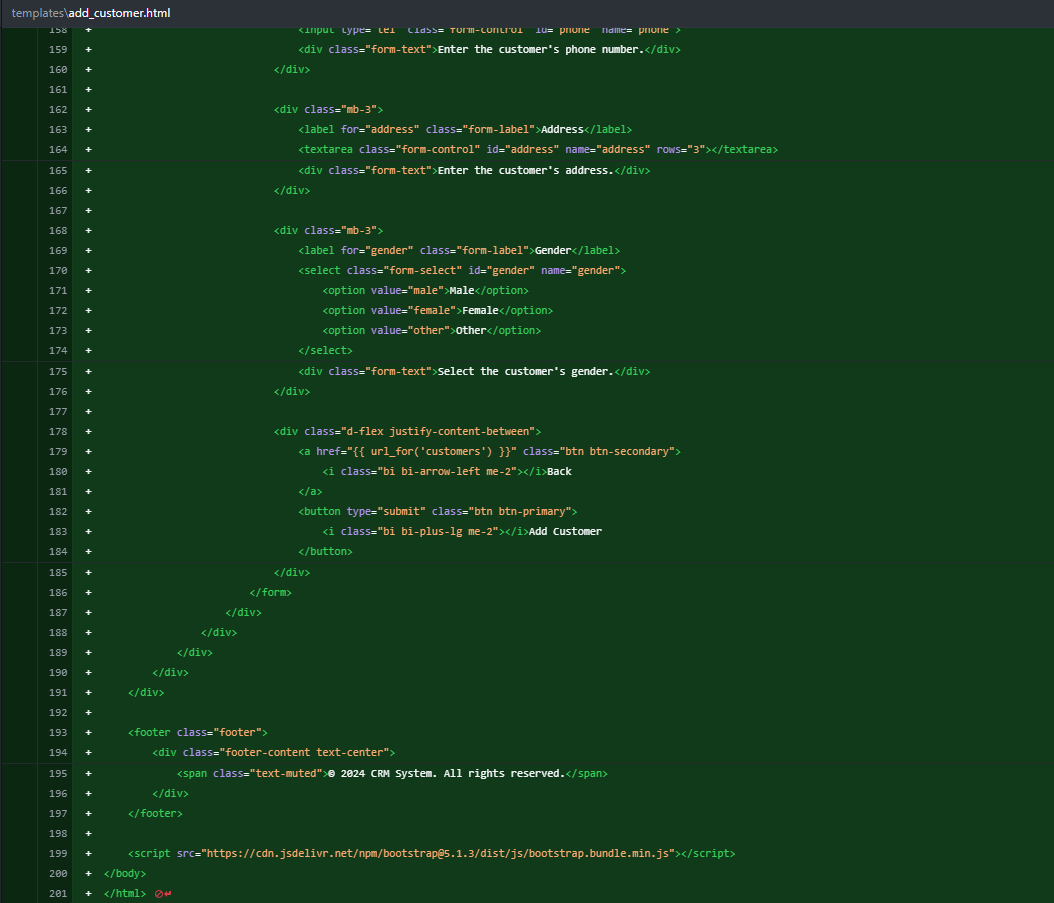 templates\add_customer.html
158 + <input type="tel" class="form-control" id="phone" name="phone">
159 + <div class="form-text">Enter the customer's phone number.</div>
160 + </div>
161 +
162 + <div class="mb-3">
163 + <label for="address" class="form-label">Address</label>
164 + <textarea class="form-control" id="address" name="address" rows="3"></textarea>
165 + <div class="form-text">Enter the customer's address.</div>
166 + </div>
167 +
168 + <div class="mb-3">
169 + <label for="gender" class="form-label">Gender</label>
170 + <select class="form-select" id="gender" name="gender">
171 + <option value="male">Male</option>
172 + <option value="female">Female</option>
173 + <option value="other">Other</option>
174 + </select>
175 + <div class="form-text">Select the customer's gender.</div>
176 + </div>
177 +
178 + <div class="d-flex justify-content-between">
179 + <a href="{{ url_for('customers') }}" class="btn btn-secondary">
180 + <i class="bi bi-arrow-left me-2"></i>Back
181 + </a>
182 + <button type="submit" class="btn btn-primary">
183 + <i class="bi bi-plus-lg me-2"></i>Add Customer
184 + </button>
185 + </div>
186 + </form>
187 + </div>
188 + </div>
189 + </div>
190 + </div>
191 + </div>
192 +
193 + <footer class="footer">
194 + <div class="footer-content text-center">
195 + <span class="text-muted">© 2024 CRM System. All rights reserved.</span>
196 + </div>
197 + </footer>
198 +
199 + <script src="https://cdn.jsdelivr.net/npm/bootstrap@5.1.3/dist/js/bootstrap.bundle.min.js"></script>
200 + </body>
201 + </html>